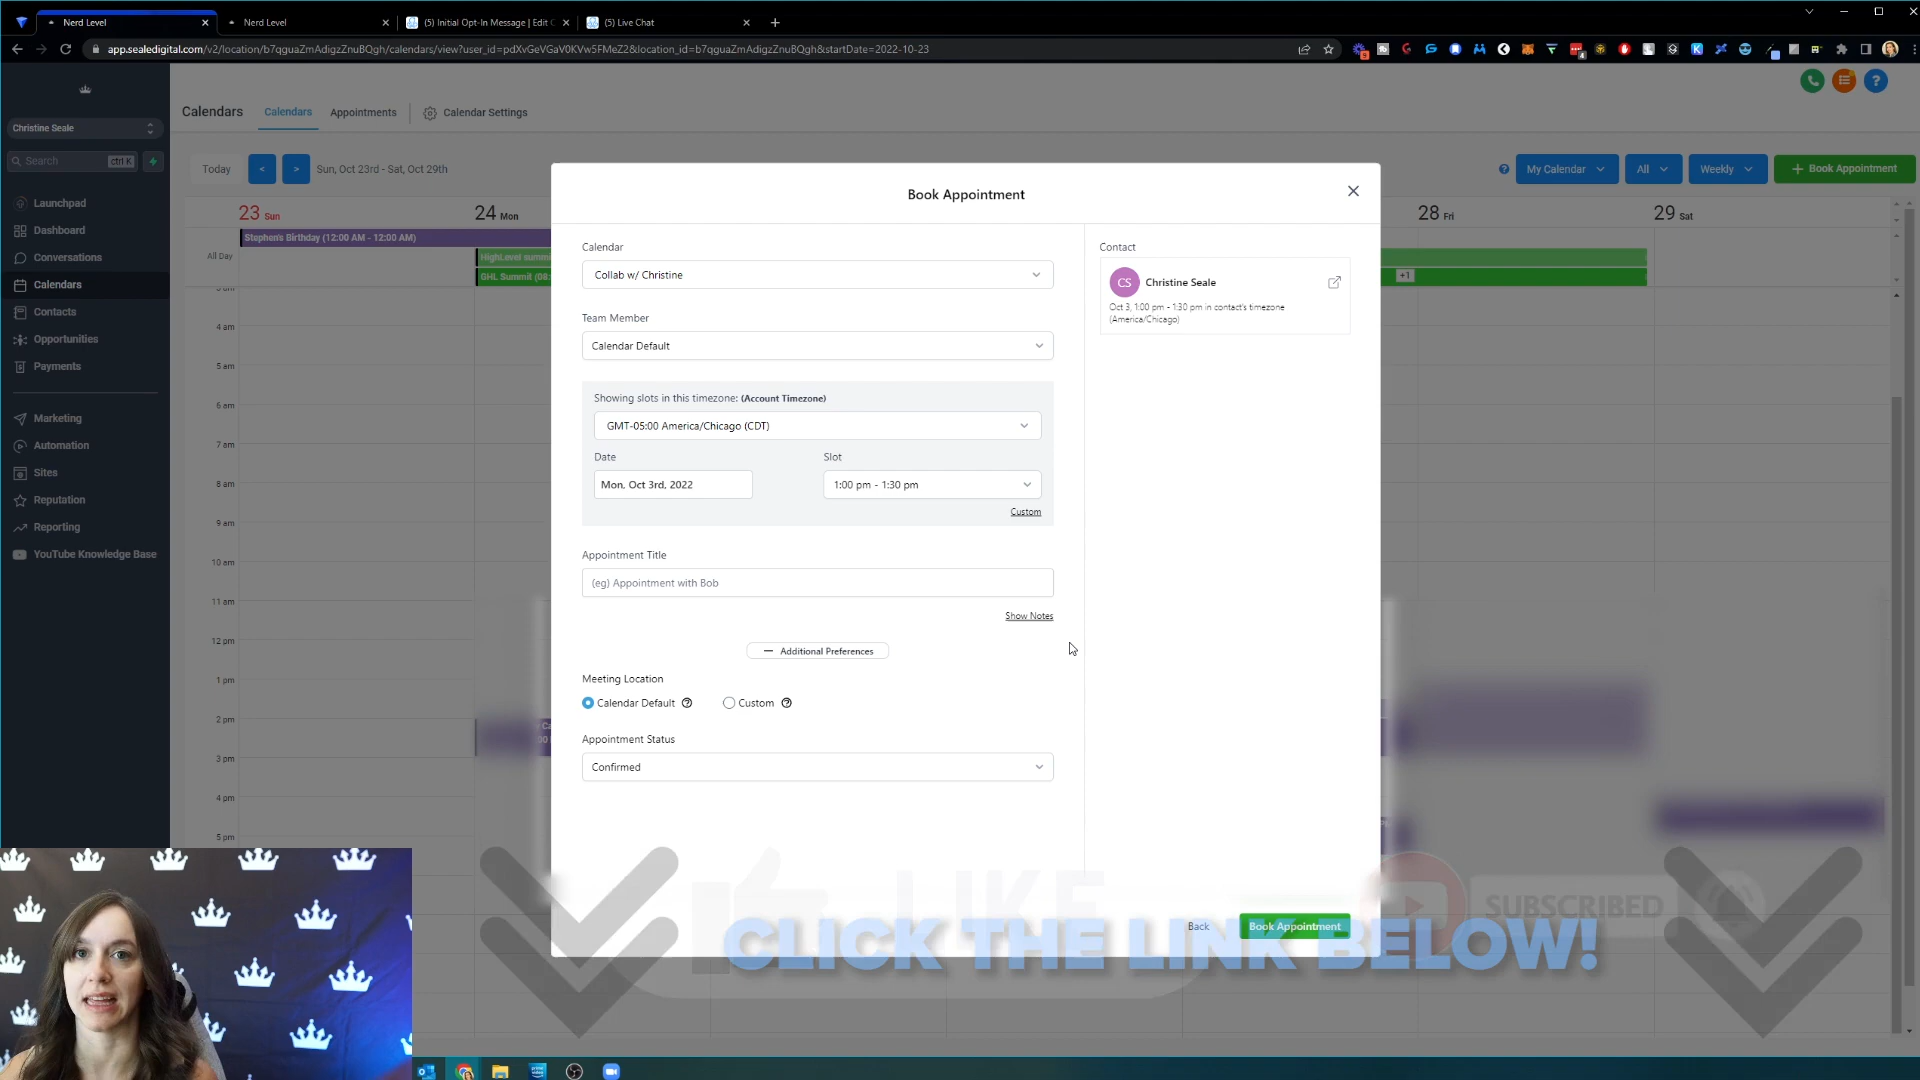 Nerd Level
Nerd Level
(5) Initial Opt-In Message | Edit C
(5) Live Chat
app.sealedigital.com/v2/location/b7qguaZmAdigzZnuBQgh/calendars/view?user_id=pdXvGeVGaV0KVw5FMeZ2&location_id=b7qguaZmAdigzZnuBQgh&startDate=2022-10-23
Christine Seale
Search
ctrl K
Launchpad
Dashboard
Conversations
Calendars
Contacts
Opportunities
Payments
Marketing
Automation
Sites
Reputation
Reporting
YouTube Knowledge Base
Calendars
Calendars
Appointments
Calendar Settings
Today
<
>
Sun, Oct 23rd - Sat, Oct 29th
My Calendar
All
Weekly
+ Book Appointment
23 Sun
24 Mon
28 Fri
29 Sat
All Day
Stephen's Birthday (12:00 AM - 12:00 AM)
HighLevel summi
GHL Summit (08:
+1
4 am
5 am
6 am
7 am
8 am
9 am
10 am
11 am
12 pm
1 pm
2 pm
3 pm
4 pm
5 pm
Book Appointment
Calendar
Collab w/ Christine
Team Member
Calendar Default
Showing slots in this timezone: (Account Timezone)
GMT-05:00 America/Chicago (CDT)
Date
Slot
Mon, Oct 3rd, 2022
1:00 pm - 1:30 pm
Custom
Appointment Title
(eg) Appointment with Bob
Show Notes
Additional Preferences
Meeting Location
Calendar Default
Custom
Appointment Status
Confirmed
Contact
CS
Christine Seale
Oct 3, 1:00 pm - 1:30 pm in contact's timezone
(America/Chicago)
Back
Book Appointment
LIKE
SUBSCRIBED
CLICK THE LINK BELOW!